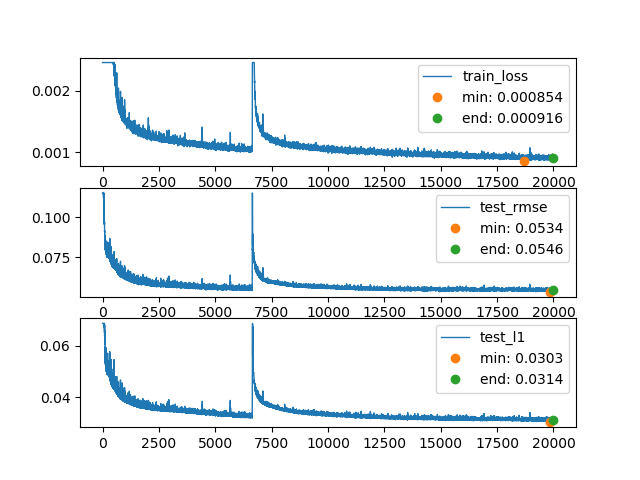 train_loss
min: 0.000854
end: 0.000916
0.002
0.001
0 2500 5000 7500 10000 12500 15000 17500 20000
test_rmse
min: 0.0534
end: 0.0546
0.100
0.075
0 2500 5000 7500 10000 12500 15000 17500 20000
test_l1
min: 0.0303
end: 0.0314
0.06
0.04
0 2500 5000 7500 10000 12500 15000 17500 20000